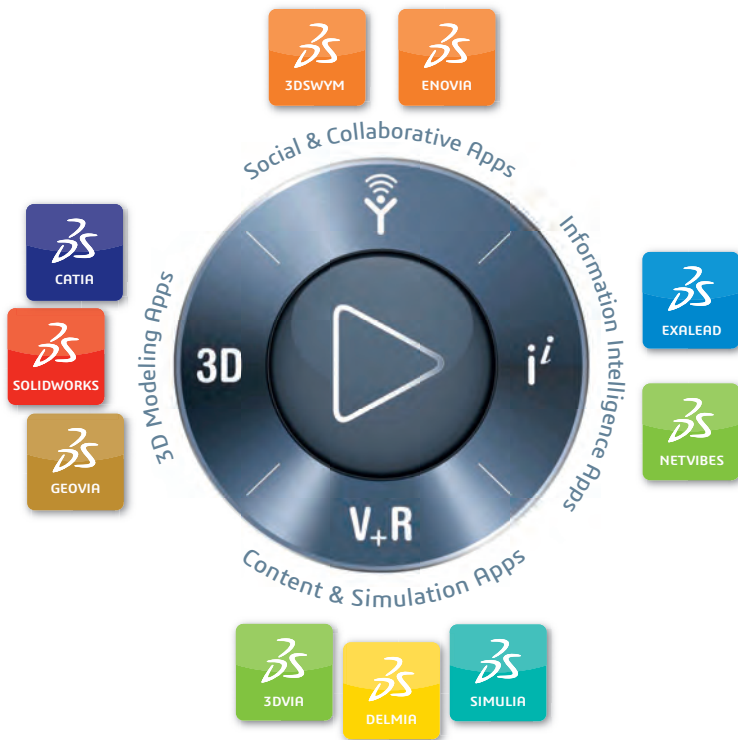 3DSWYM
ENOVIA
Social & Collaborative Apps
CATIA
SOLIDWORKS
GEOVIA
3D Modeling Apps
3D
i i
V+R
Information Intelligence Apps
EXALEAD
NETVIBES
Content & Simulation Apps
3DVIA
DELMIA
SIMULIA